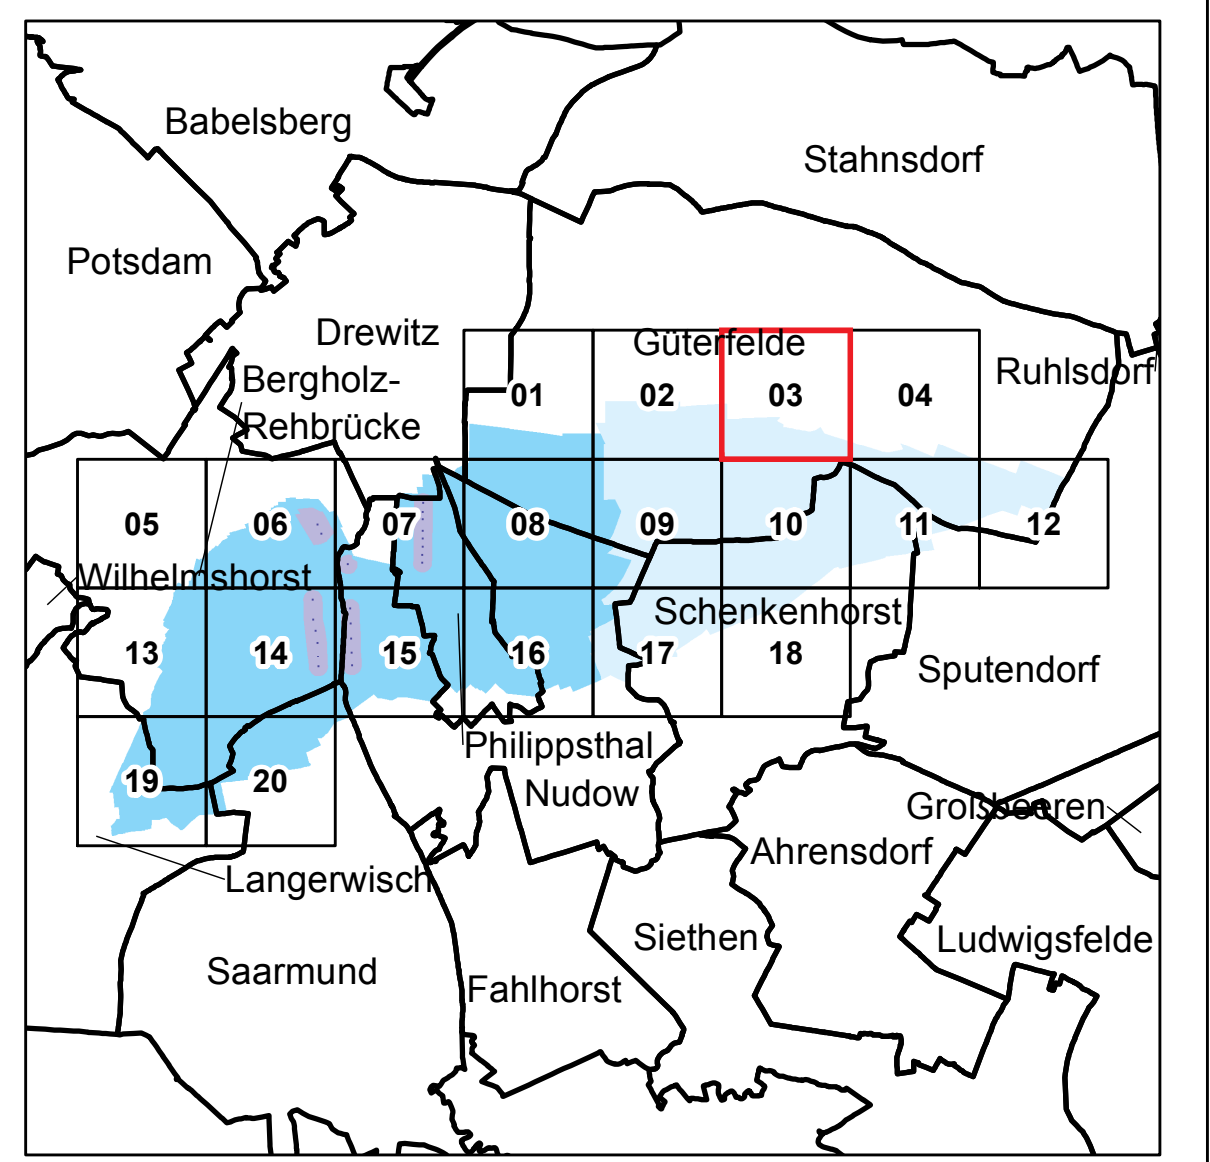 Babelsberg
Stahnsdorf
Potsdam
Drewitz
Güterfelde
Bergholz-
Rehbrücke
Ruhlsdorf
01
02
03
04
05
06
07
08
09
10
11
12
Wilhelmshorst
Schenkenhorst
13
14
15
16
17
18
Sputendorf
Philippsthal
19
20
Nudow
Großbeeren
Ahrensdorf
Langerwisch
Siethen
Ludwigsfelde
Saarmund
Fahlhorst